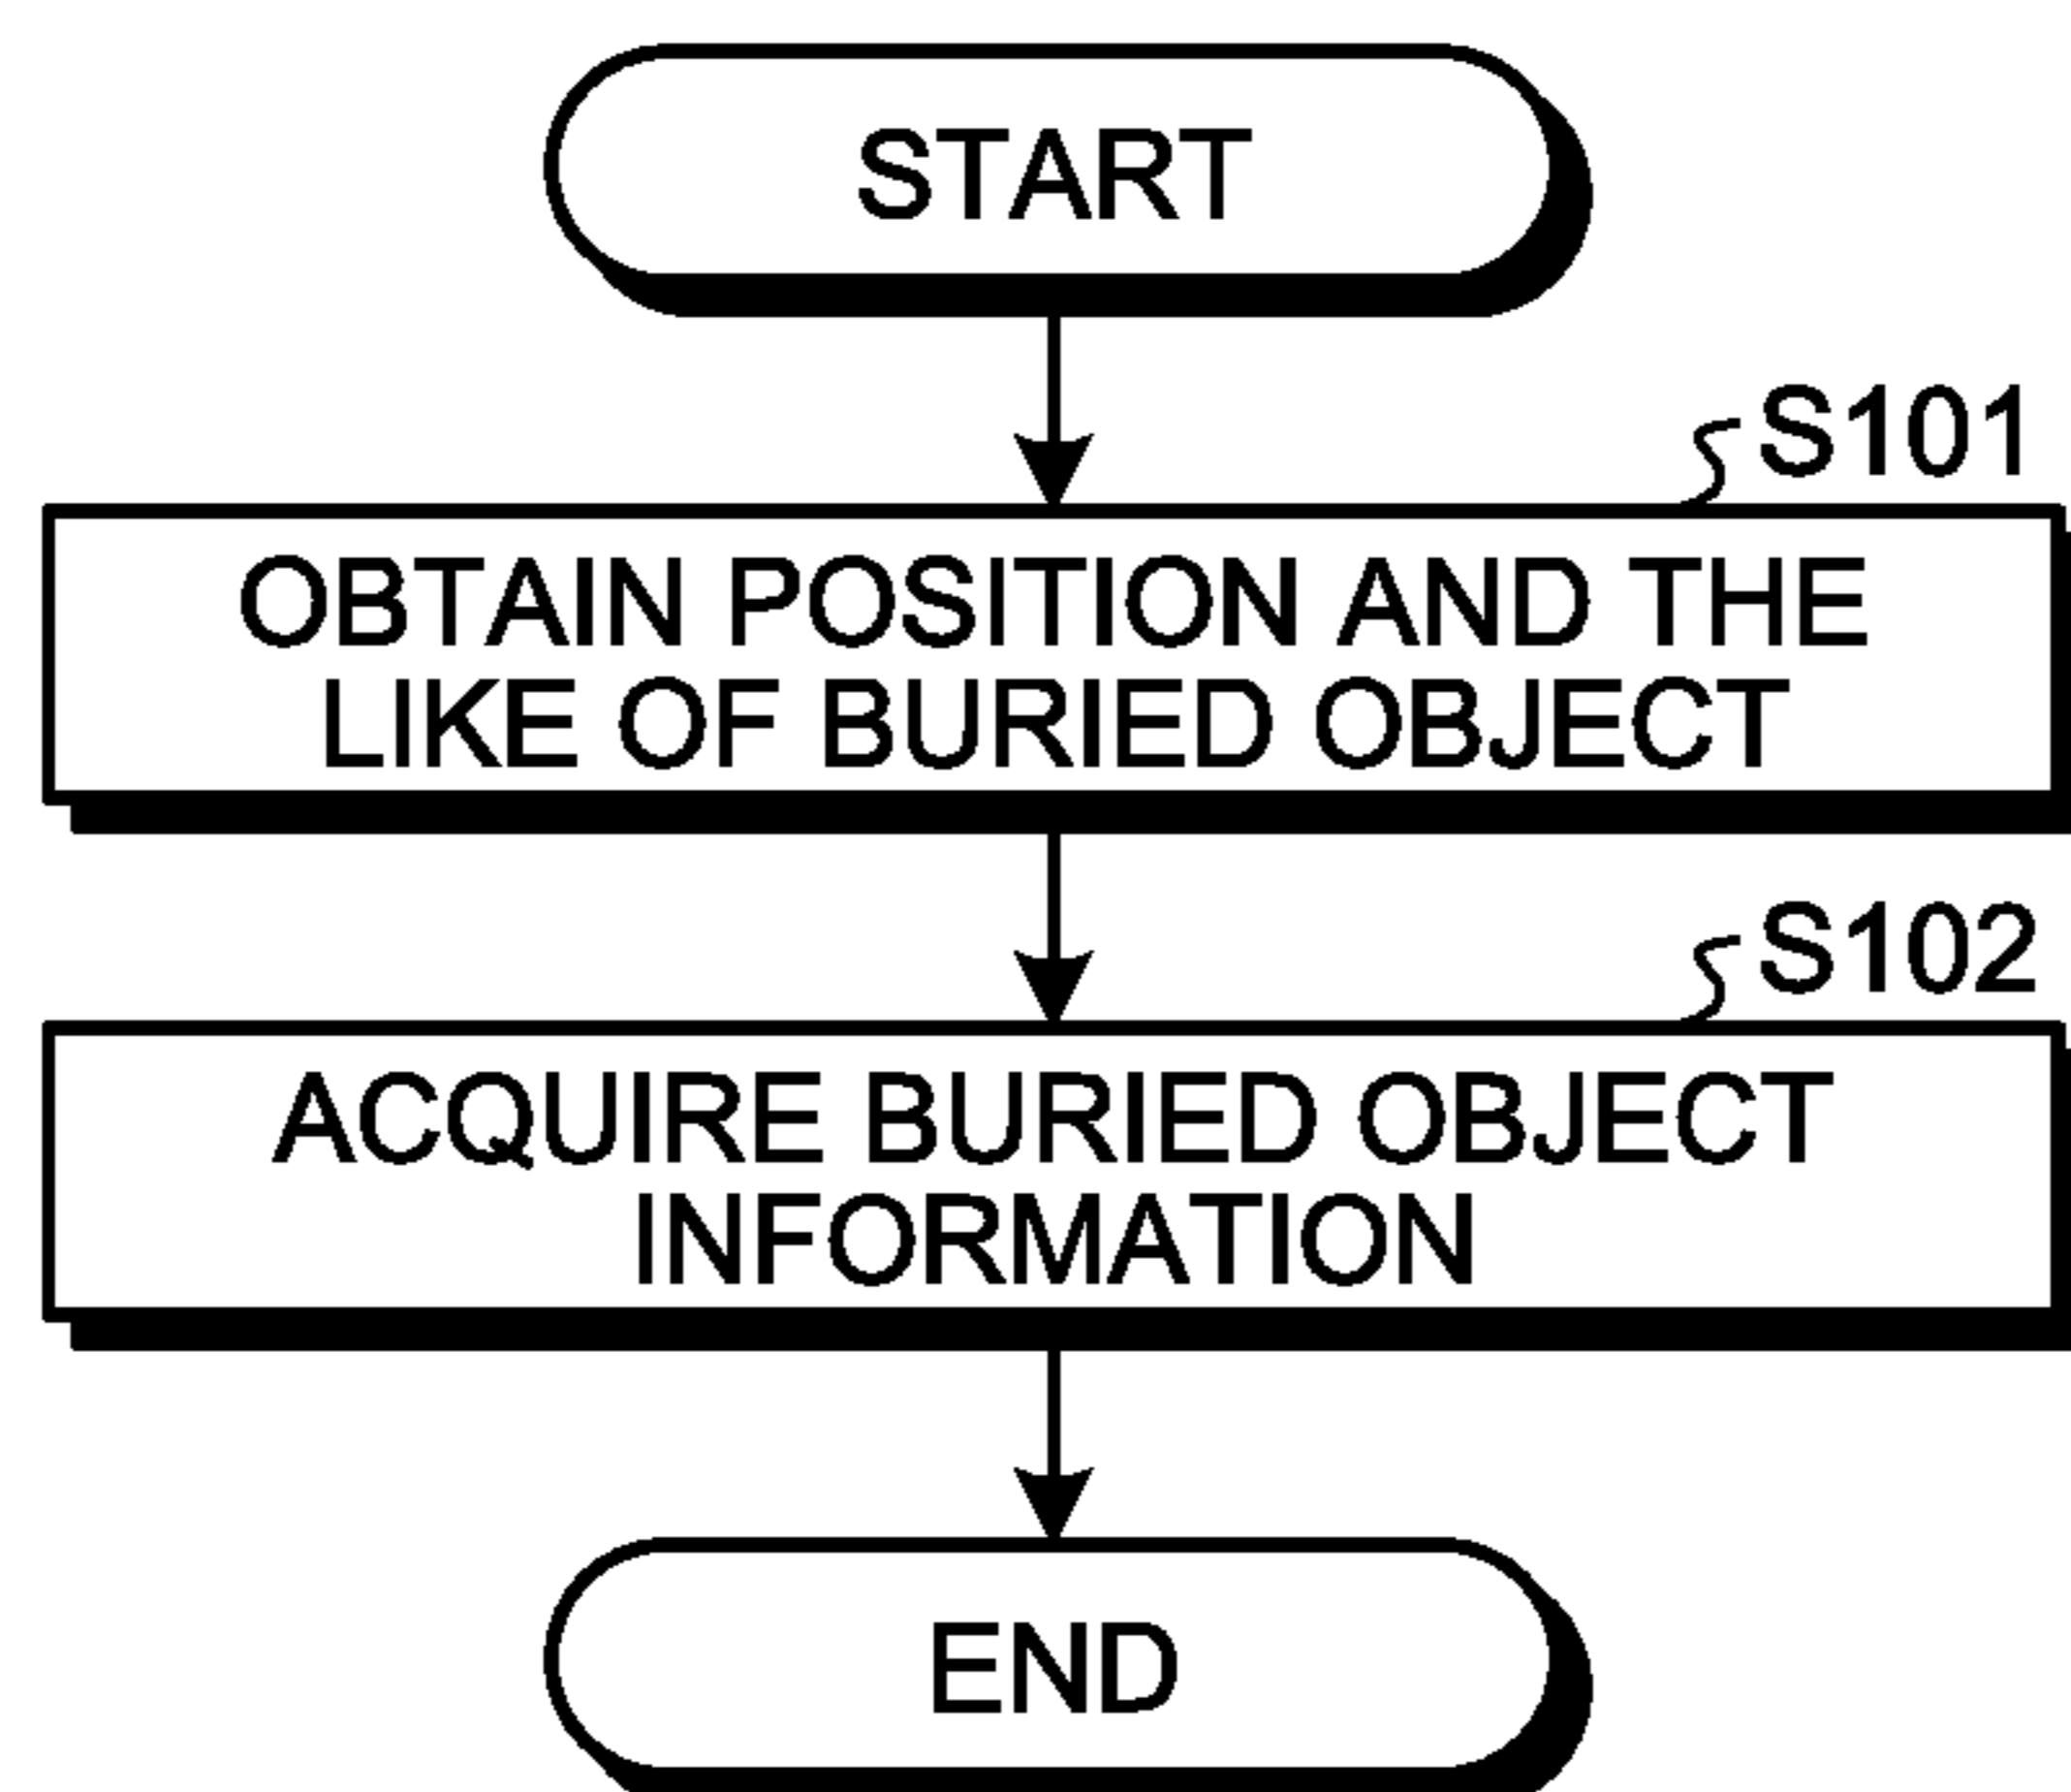 START
S101
OBTAIN POSITION AND THE
LIKE OF BURIED OBJECT
S102
ACQUIRE BURIED OBJECT
INFORMATION
END